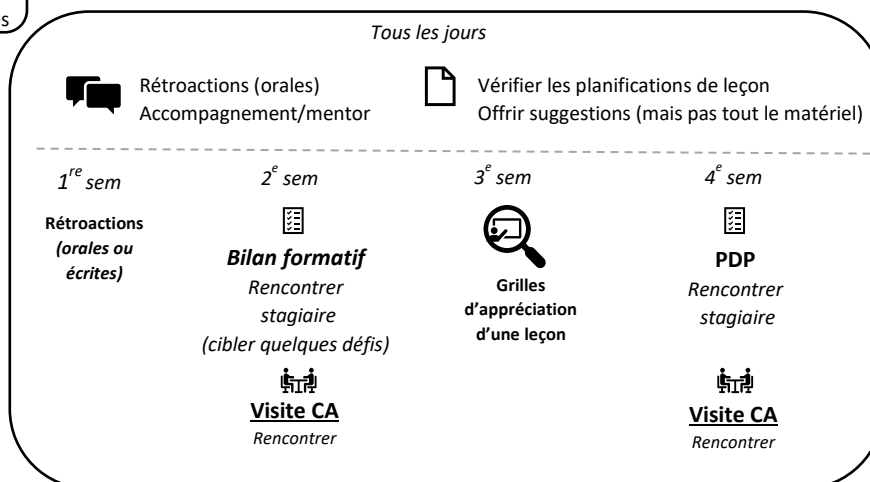 es
Tous les jours
Rétroactions (orales)
Accompagnement/mentor
Vérifier les planifications de leçon
Offrir suggestions (mais pas tout le matériel)
1re sem
Rétroactions
(orales ou
écrites)
2e sem
Bilan formatif
Rencontrer
stagiaire
(cibler quelques défis)
Visite CA
Rencontrer
3e sem
Grilles
d'appréciation
d'une leçon
4e sem
PDP
Rencontrer
stagiaire
Visite CA
Rencontrer